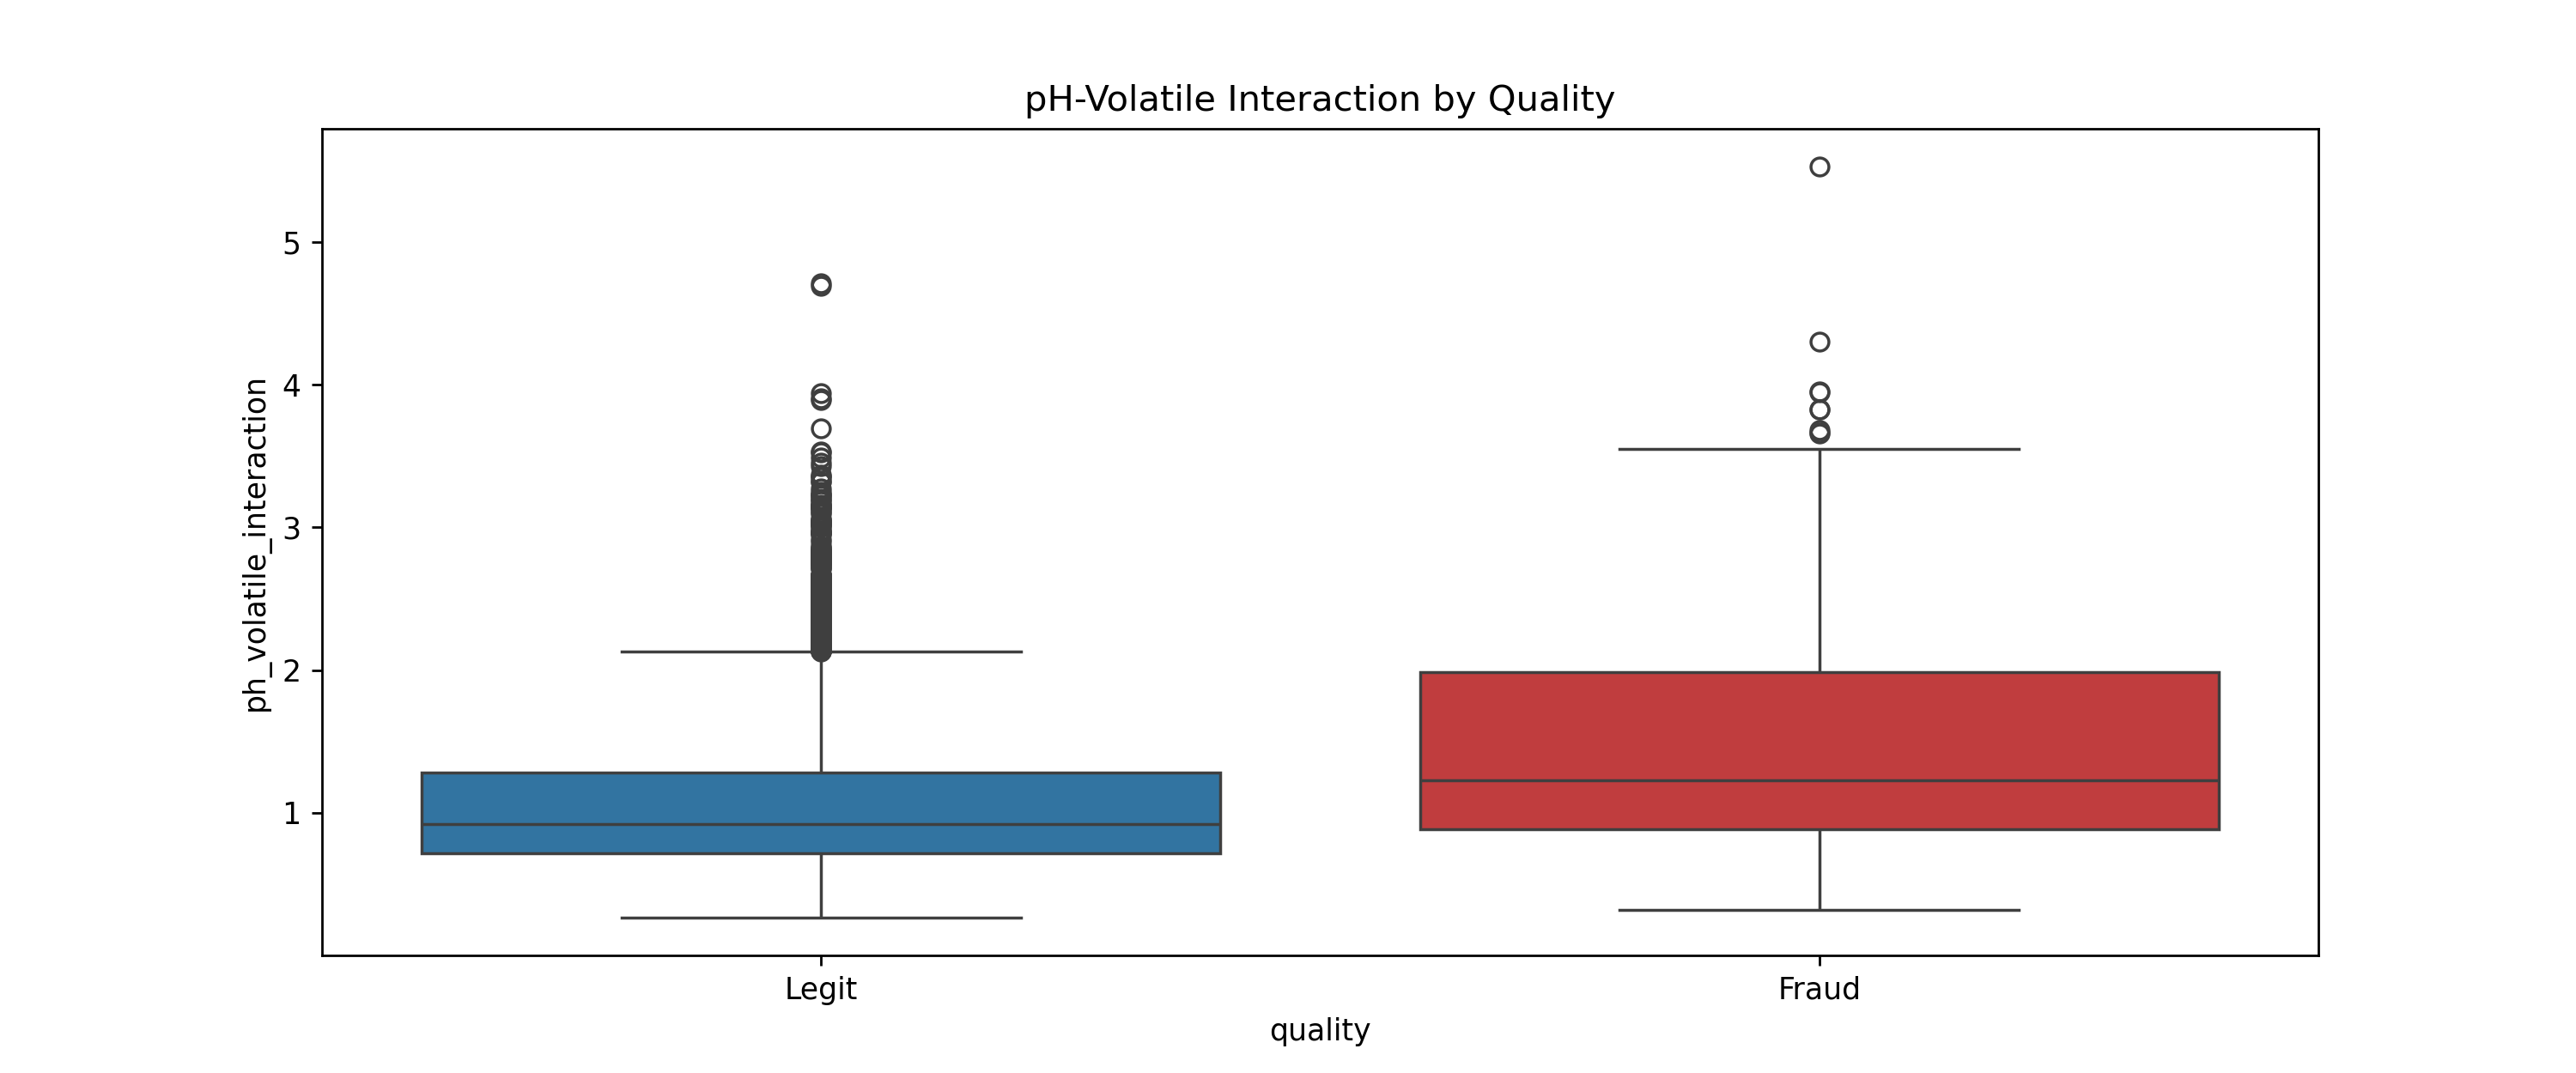 pH-Volatile Interaction by Quality
ph_volatile_interaction
5
4
3
2
1
Legit
Fraud
quality